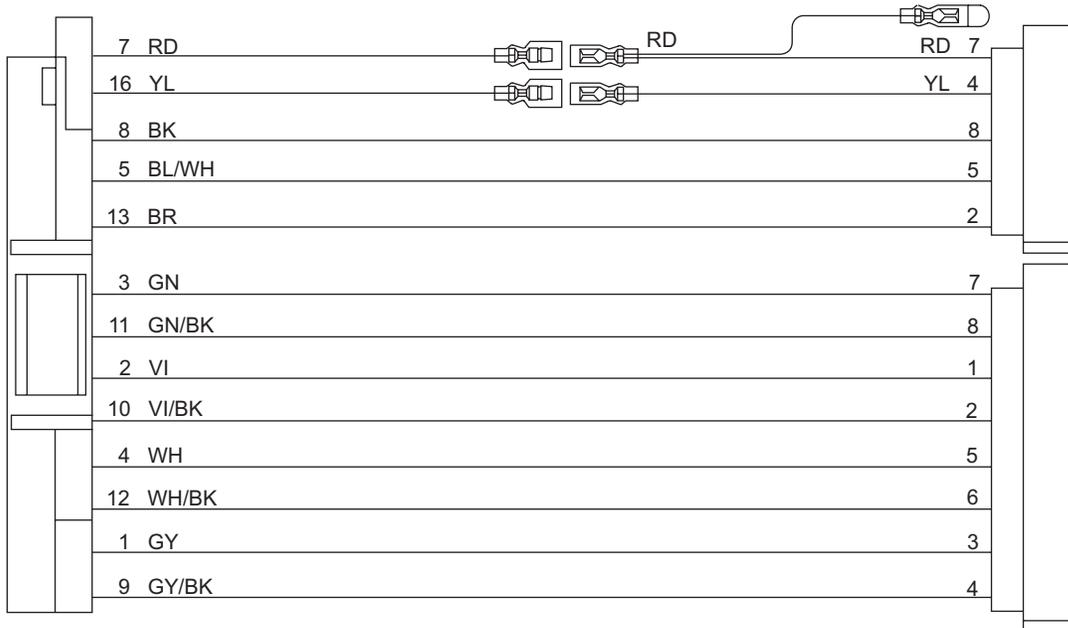 7 RD RD RD 7
16 YL YL 4
8 BK 8
5 BL/WH 5
13 BR 2
3 GN 7
11 GN/BK 8
2 VI 1
10 VI/BK 2
4 WH 5
12 WH/BK 6
1 GY 3
9 GY/BK 4